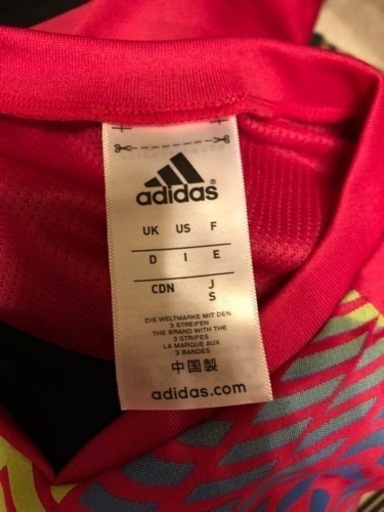 adidas®
UK US F
D I E
CDN J
S
DIE WELTMARKE MIT DEN
3 STREIFEN
THE BRAND WITH THE
3 STRIPES
LA MARQUE AUX
3 BANDES
中国製
adidas.com